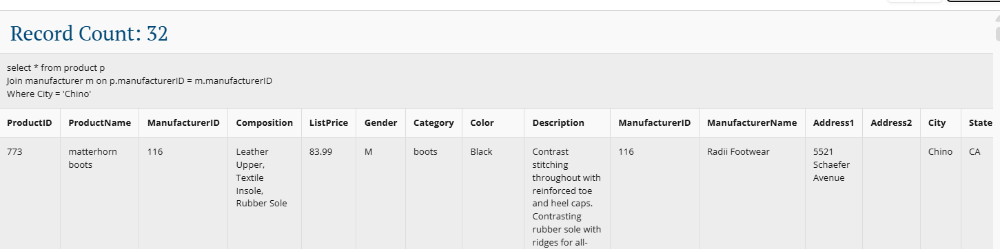 Record Count: 32
select * from product p
Join manufacturer m on p.manufacturerID = m.manufacturerID
Where City = 'Chino'
ProductID ProductName ManufacturerID Composition ListPrice Gender Category Color Description ManufacturerID ManufacturerName Address1 Address2 City State
773 matterhorn 116 Leather 83.99 M boots Black Contrast 116 Radii Footwear 5521 Chino CA
boots Upper, stitching Schaefer
Textile throughout with Avenue
Insole, reinforced toe
Rubber Sole and heel caps.
Contrasting
rubber sole with
ridges for all-